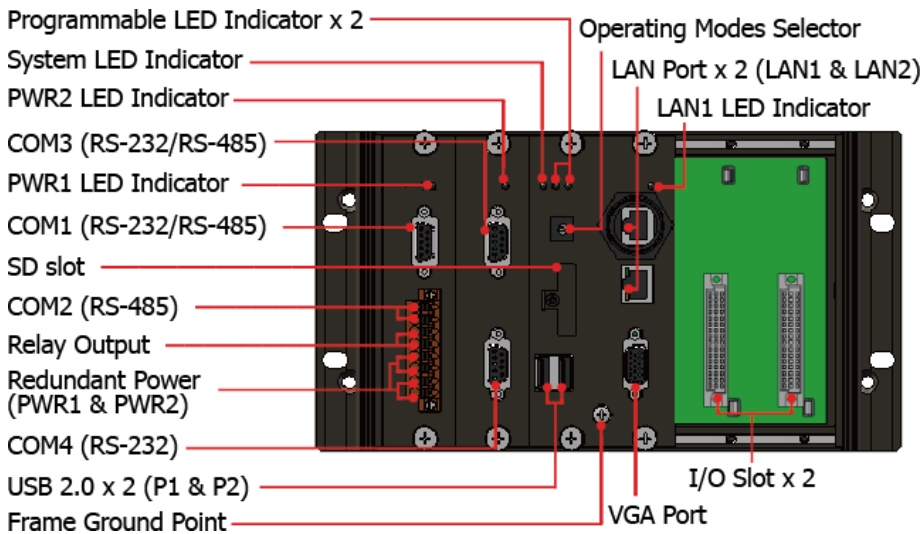 Programmable LED Indicator x 2
System LED Indicator
PWR2 LED Indicator
COM3 (RS-232/RS-485)
PWR1 LED Indicator
COM1 (RS-232/RS-485)
SD slot
COM2 (RS-485)
Relay Output
Redundant Power
(PWR1 & PWR2)
COM4 (RS-232)
USB 2.0 x 2 (P1 & P2)
Frame Ground Point
Operating Modes Selector
LAN Port x 2 (LAN1 & LAN2)
LAN1 LED Indicator
I/O Slot x 2
VGA Port